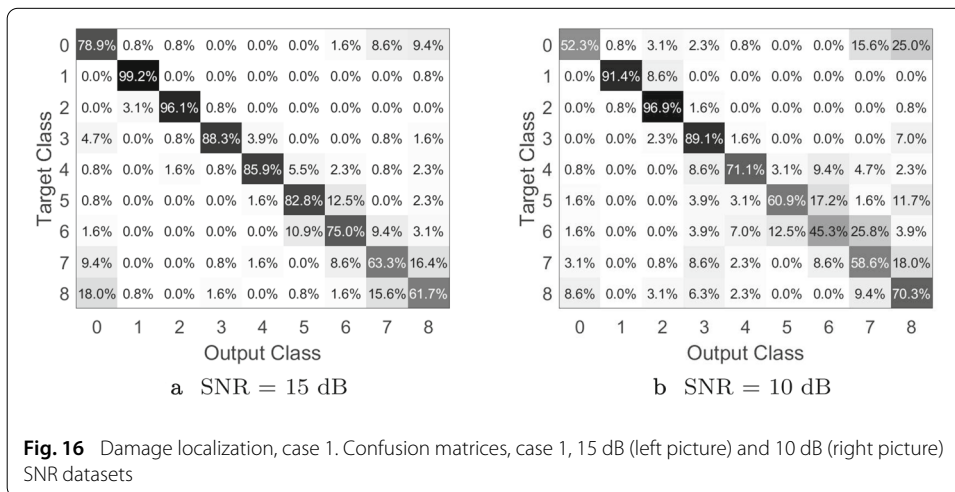 0 78.9% 0.8% 0.8% 0.0% 0.0% 0.0% 1.6% 8.6% 9.4%
1 0.0% 99.2% 0.0% 0.0% 0.0% 0.0% 0.0% 0.0% 0.8%
2 0.0% 3.1% 96.1% 0.8% 0.0% 0.0% 0.0% 0.0% 0.0%
3 4.7% 0.0% 0.8% 88.3% 3.9% 0.0% 0.0% 0.8% 1.6%
4 0.8% 0.0% 1.6% 0.8% 85.9% 5.5% 2.3% 0.8% 2.3%
5 0.8% 0.0% 0.0% 0.0% 1.6% 82.8% 12.5% 0.0% 2.3%
6 1.6% 0.0% 0.0% 0.0% 0.0% 10.9% 75.0% 9.4% 3.1%
7 9.4% 0.0% 0.0% 0.8% 1.6% 0.0% 8.6% 63.3% 16.4%
8 18.0% 0.8% 0.0% 1.6% 0.0% 0.8% 1.6% 15.6% 61.7%
0 1 2 3 4 5 6 7 8
Target Class
Output Class
a SNR = 15 dB
0 52.3% 0.8% 3.1% 2.3% 0.8% 0.0% 0.0% 15.6% 25.0%
1 0.0% 91.4% 8.6% 0.0% 0.0% 0.0% 0.0% 0.0% 0.0%
2 0.0% 0.8% 96.9% 1.6% 0.0% 0.0% 0.0% 0.0% 0.8%
3 0.0% 0.0% 2.3% 89.1% 1.6% 0.0% 0.0% 0.0% 7.0%
4 0.8% 0.0% 0.0% 8.6% 71.1% 3.1% 9.4% 4.7% 2.3%
5 1.6% 0.0% 0.0% 3.9% 3.1% 60.9% 17.2% 1.6% 11.7%
6 1.6% 0.0% 0.0% 3.9% 7.0% 12.5% 45.3% 25.8% 3.9%
7 3.1% 0.0% 0.8% 8.6% 2.3% 0.0% 8.6% 58.6% 18.0%
8 8.6% 0.0% 3.1% 6.3% 2.3% 0.0% 0.0% 9.4% 70.3%
0 1 2 3 4 5 6 7 8
Target Class
Output Class
b SNR = 10 dB
Fig. 16 Damage localization, case 1. Confusion matrices, case 1, 15 dB (left picture) and 10 dB (right picture)
SNR datasets